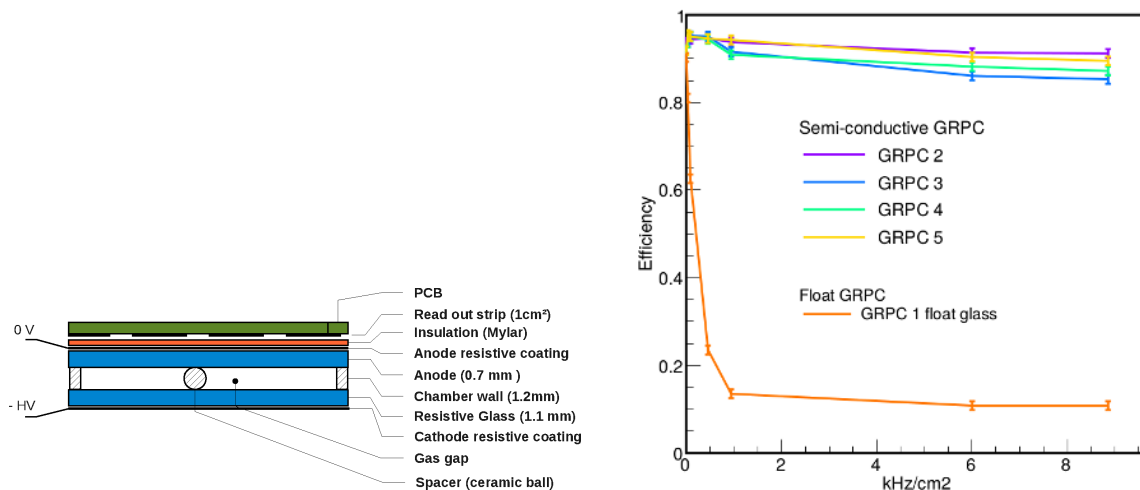 0 V
- HV
PCB
Read out strip (1cm²)
Insulation (Mylar)
Anode resistive coating
Anode (0.7 mm )
Chamber wall (1.2mm)
Resistive Glass (1.1 mm)
Cathode resistive coating
Gas gap
Spacer (ceramic ball)
Efficiency
1
0.8
0.6
0.4
0.2
0
Semi-conductive GRPC
GRPC 2
GRPC 3
GRPC 4
GRPC 5
Float GRPC
GRPC 1 float glass
0 2 4 6 8
kHz/cm2